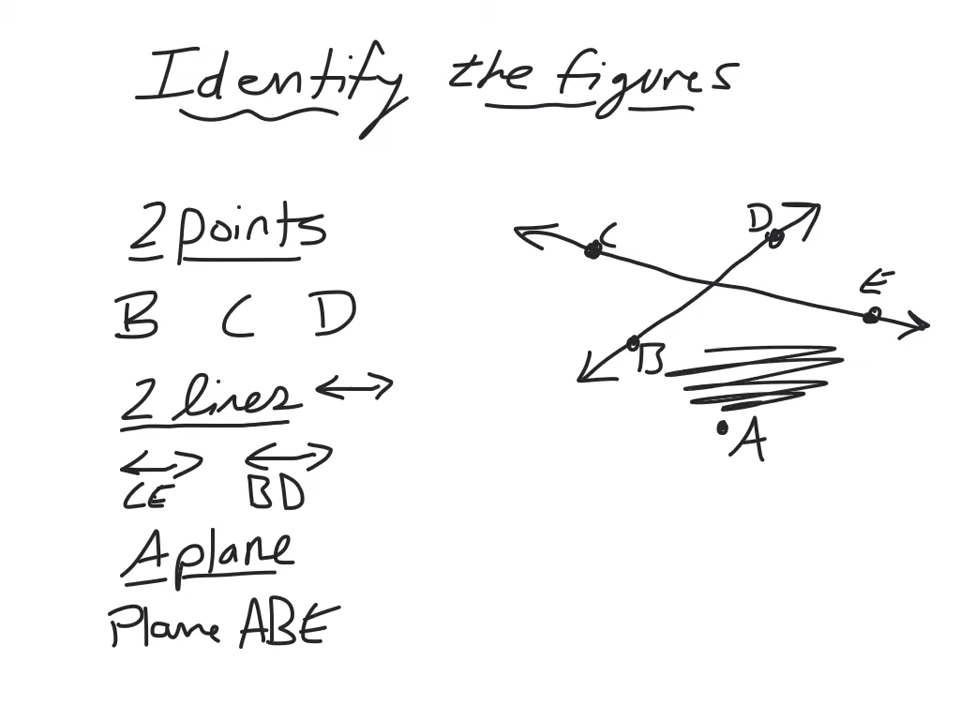 Identify the figures
2 points
B C D
2 lines
CE BD
A plane
Plane ABE
C
D
E
B
A